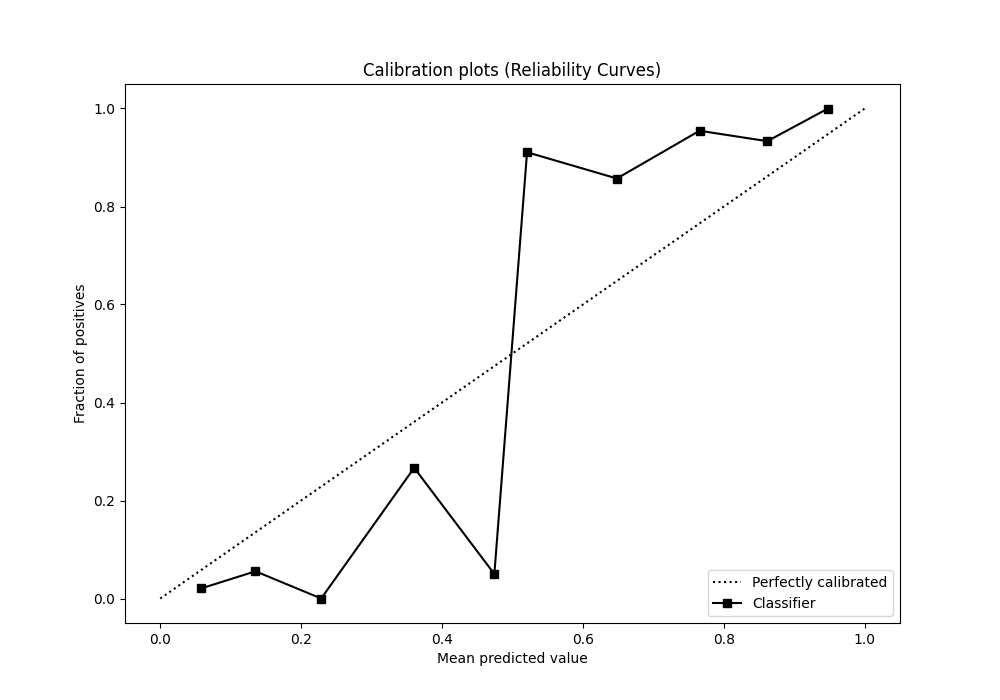 Calibration plots (Reliability Curves)
1.0
0.8
0.6
0.4
0.2
0.0
Fraction of positives
0.0 0.2 0.4 0.6 0.8 1.0
Mean predicted value
Perfectly calibrated
Classifier